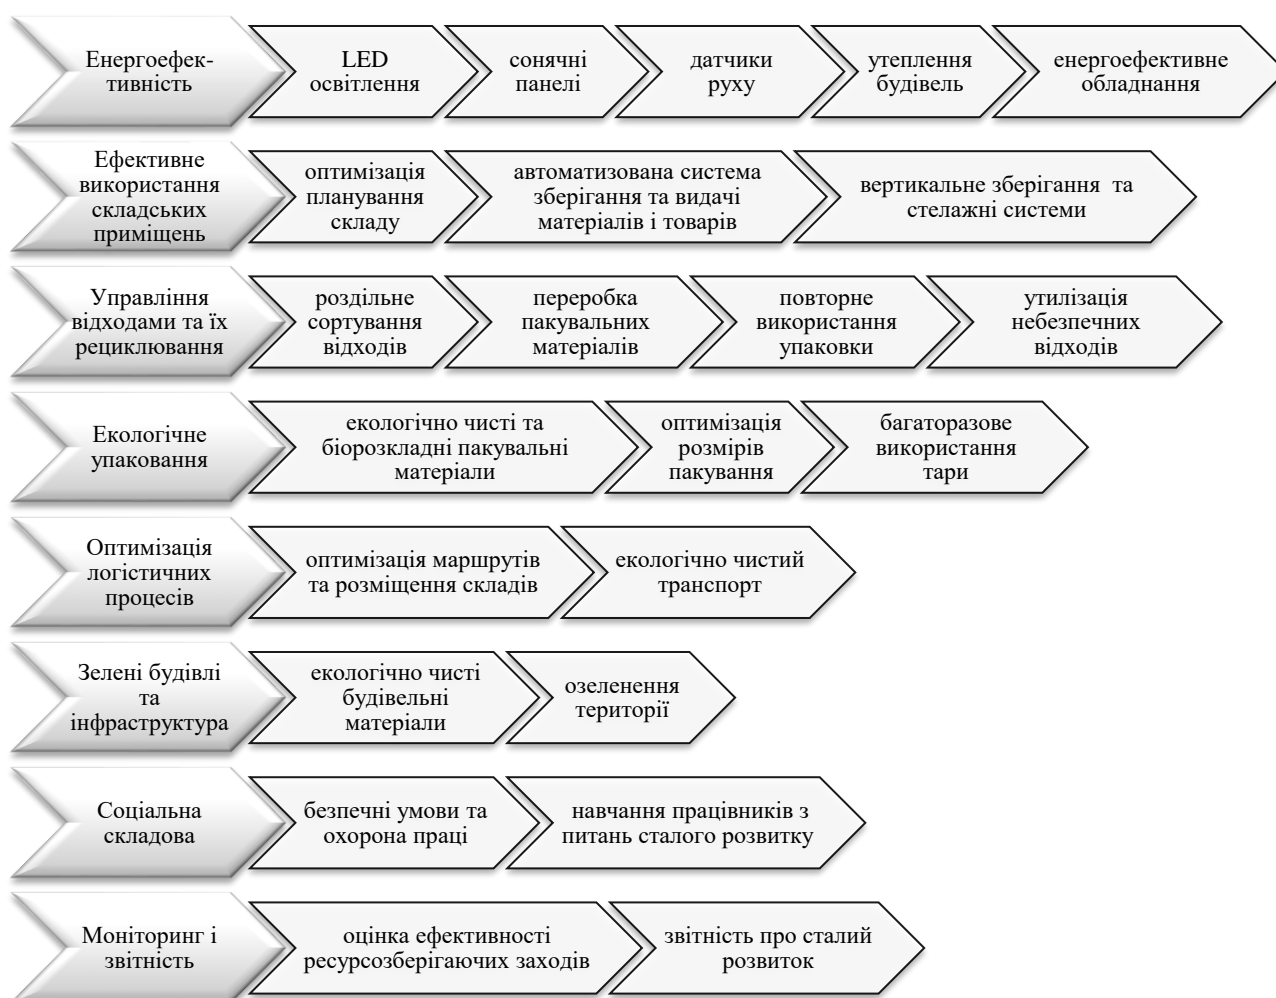 Енергоефек-
тивність
LED
освітлення
сонячні
панелі
датчики
руху
утеплення
будівель
енергоефективне
обладнання
Ефективне
використання
складських
приміщень
оптимізація
планування
складу
автоматизована система
зберігання та видачі
матеріалів і товарів
вертикальне зберігання та
стелажні системи
Управління
відходами та їх
рециклювання
роздільне
сортування
відходів
переробка
пакувальних
матеріалів
повторне
використання
упаковки
утилізація
небезпечних
відходів
Екологічне
упаковання
екологічно чисті та
біорозкладні пакувальні
матеріали
оптимізація
розмірів
пакування
багаторазове
використання
тари
Оптимізація
логістичних
процесів
оптимізація маршрутів
та розміщення складів
екологічно чистий
транспорт
Зелені будівлі
та
інфраструктура
екологічно чисті
будівельні
матеріали
озеленення
території
Соціальна
складова
безпечні умови та
охорона праці
навчання працівників з
питань сталого розвитку
Моніторинг і
звітність
оцінка ефективності
ресурсозберігаючих заходів
звітність про сталий
розвиток